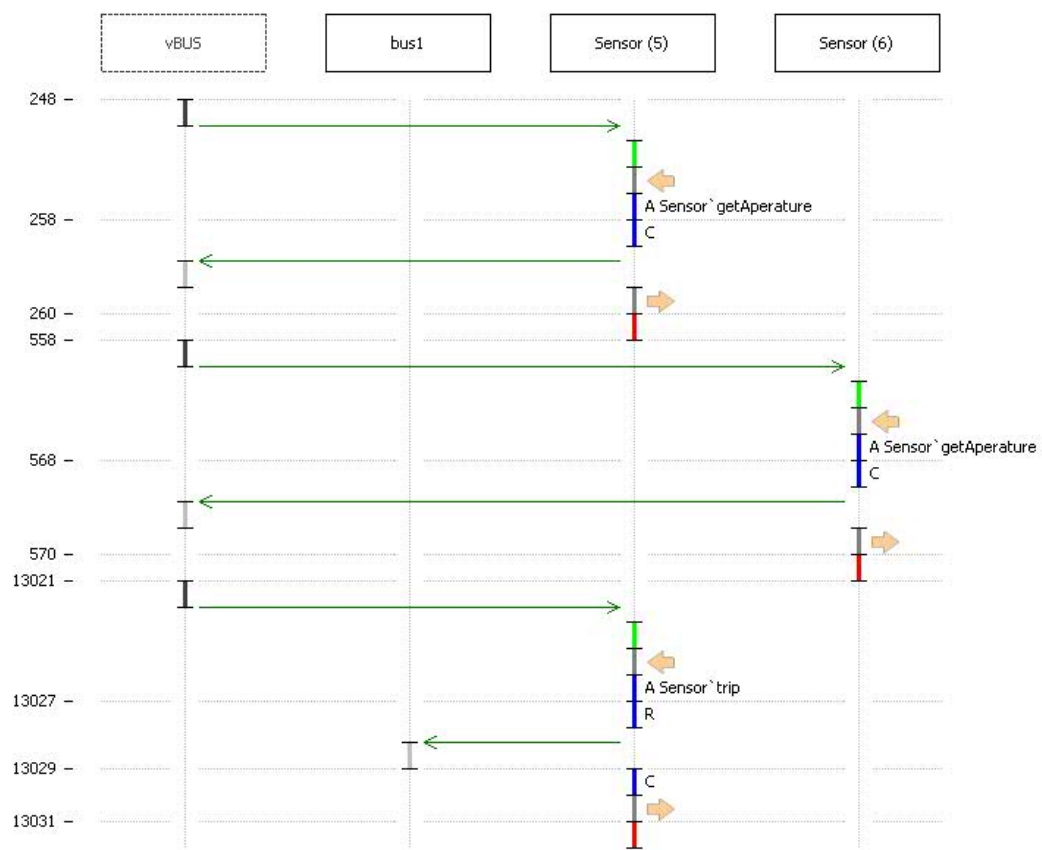 vBUS bus1 Sensor (5) Sensor (6)
248
A Sensor`getAperature
258
C
260
558
A Sensor`getAperature
568
C
570
13021
A Sensor`trip
13027
R
13029
C
13031